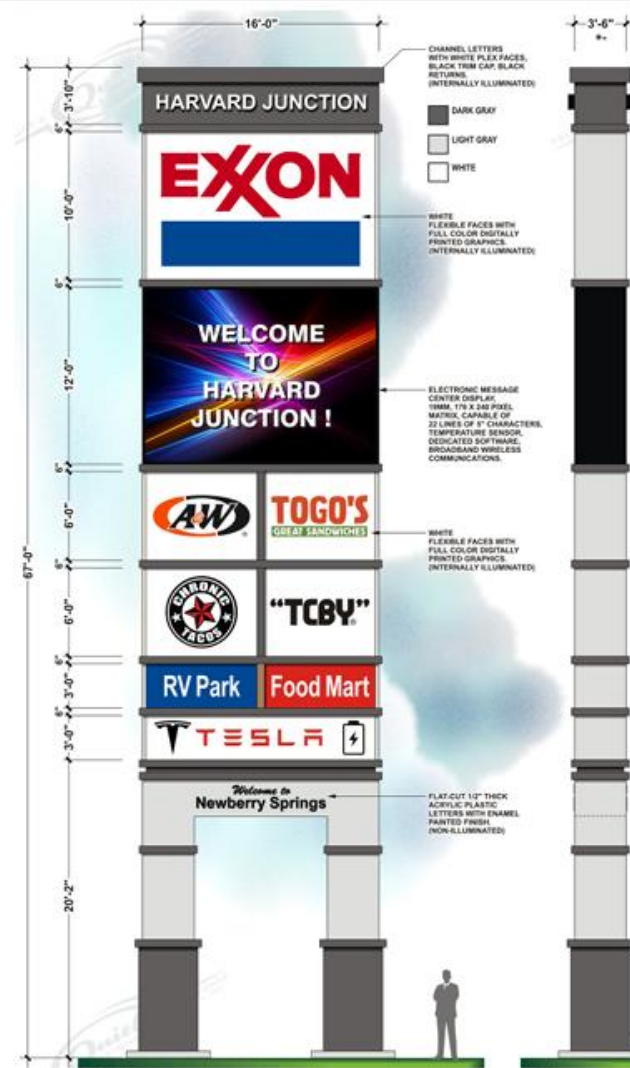 16'-0"
3'-6"
CHANNEL LETTERS
WITH WHITE PLEX FACES,
BLACK TRIM CAP, BLACK
RETURNS.
(INTERNALLY ILLUMINATED)
3'-10"
HARVARD JUNCTION
DARK GRAY
LIGHT GRAY
WHITE
6"
EXXON
10'-0"
WHITE
FLEXIBLE FACES WITH
FULL COLOR DIGITALLY
PRINTED GRAPHICS.
(INTERNALLY ILLUMINATED)
6"
WELCOME
TO
HARVARD
JUNCTION !
12'-0"
ELECTRONIC MESSAGE
CENTER DISPLAY,
19MM, 176 X 240 PIXEL
MATRIX, CAPABLE OF
22 LINES OF 5" CHARACTERS,
TEMPERATURE SENSOR,
DEDICATED SOFTWARE,
BROADBAND WIRELESS
COMMUNICATIONS.
6"
A&W
TOGO'S
GREAT SANDWICHES
6'-0"
WHITE
FLEXIBLE FACES WITH
FULL COLOR DIGITALLY
PRINTED GRAPHICS.
(INTERNALLY ILLUMINATED)
67'-0"
6"
CHRONIC
TACOS
"TCBY"
6'-0"
6"
RV Park
Food Mart
3'-0"
6"
TESLA
3'-0"
Welcome to
Newberry Springs
FLAT-CUT 1/2" THICK
ACRYLIC PLASTIC
LETTERS WITH ENAMEL
PAINTED FINISH.
(NON-ILLUMINATED)
20'-2"